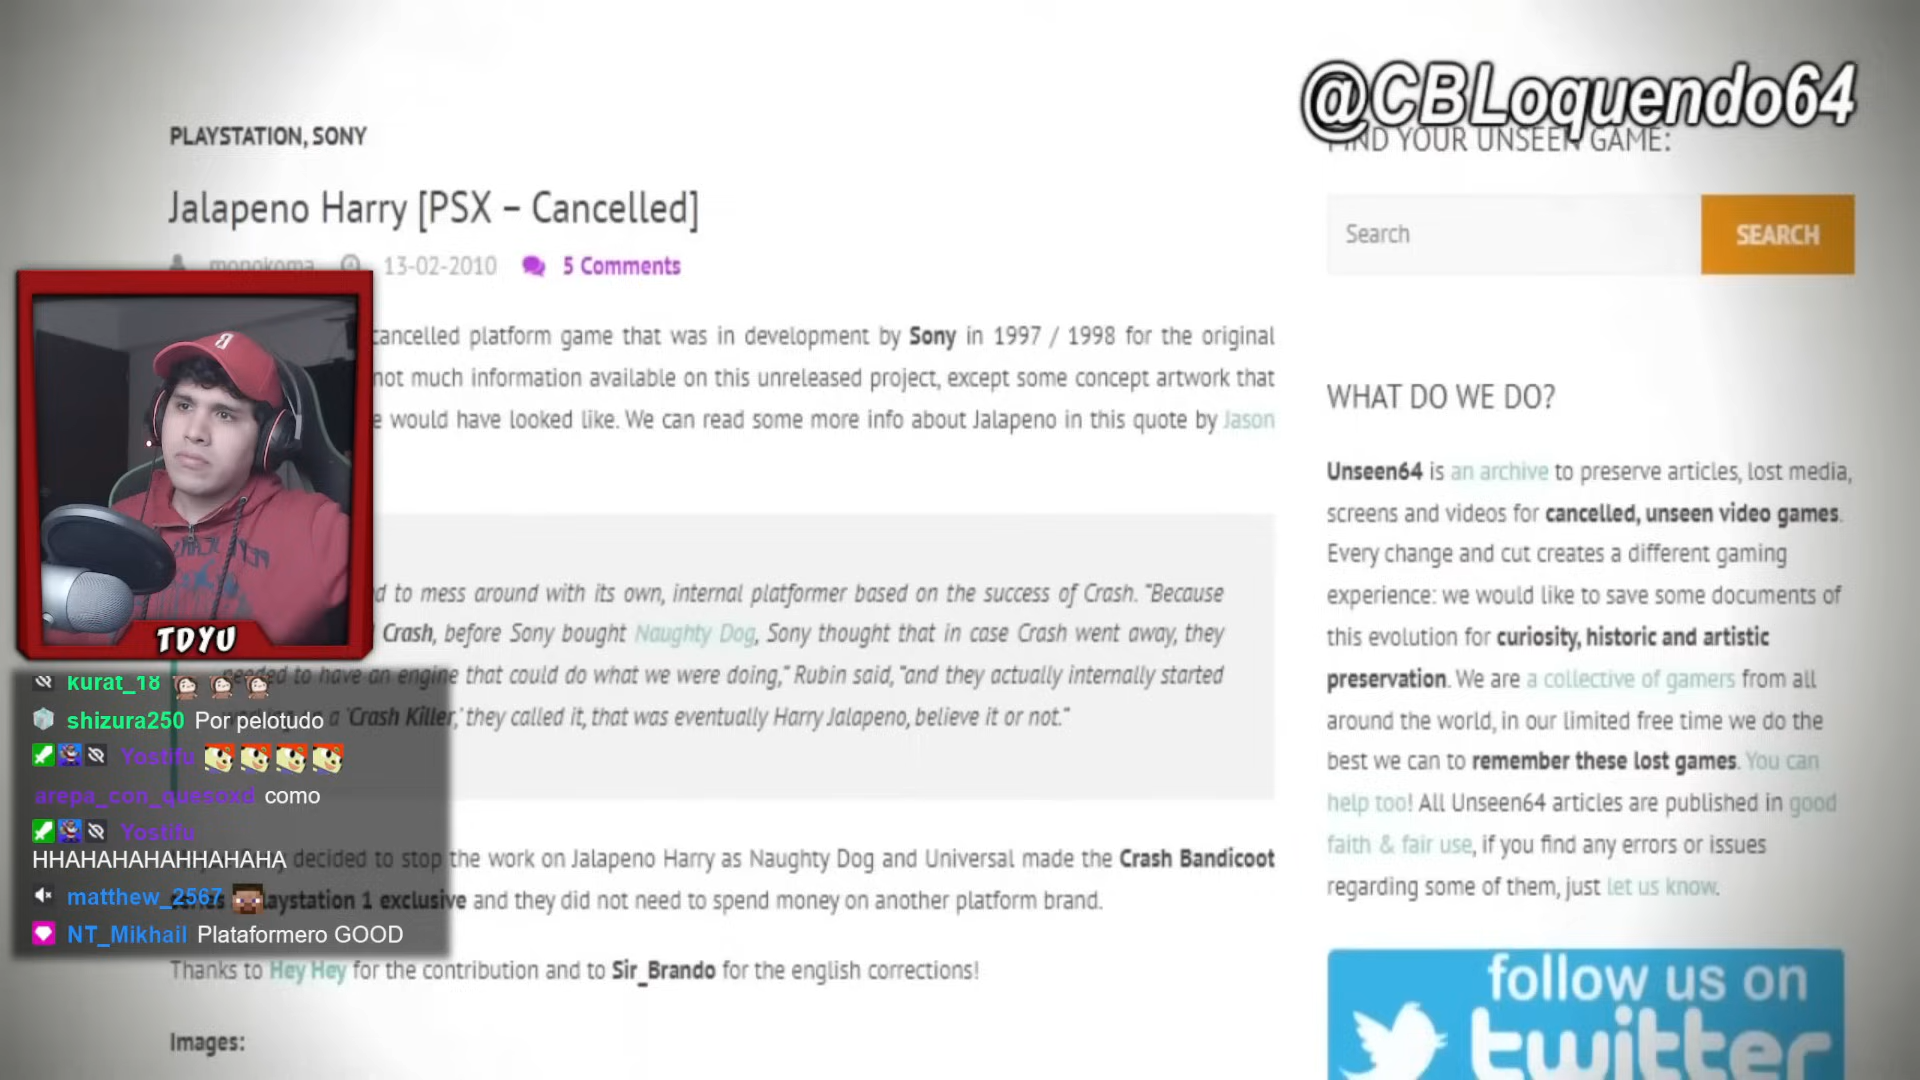 @CBLoquendo64
PLAYSTATION, SONY
Jalapeno Harry [PSX – Cancelled]
monokoma 13-02-2010 5 Comments
cancelled platform game that was in development by Sony in 1997 / 1998 for the original
not much information available on this unreleased project, except some concept artwork that
e would have looked like. We can read some more info about Jalapeno in this quote by Jason
d to mess around with its own, internal platformer based on the success of Crash. "Because
Crash, before Sony bought Naughty Dog, Sony thought that in case Crash went away, they
needed to have an engine that could do what we were doing," Rubin said, "and they actually internally started
a 'Crash Killer,' they called it, that was eventually Harry Jalapeno, believe it or not."
decided to stop the work on Jalapeno Harry as Naughty Dog and Universal made the Crash Bandicoot
laystation 1 exclusive and they did not need to spend money on another platform brand.
Thanks to Hey Hey for the contribution and to Sir_Brando for the english corrections!
Images:
FIND YOUR UNSEEN GAME:
Search SEARCH
WHAT DO WE DO?
Unseen64 is an archive to preserve articles, lost media,
screens and videos for cancelled, unseen video games.
Every change and cut creates a different gaming
experience: we would like to save some documents of
this evolution for curiosity, historic and artistic
preservation. We are a collective of gamers from all
around the world, in our limited free time we do the
best we can to remember these lost games. You can
help too! All Unseen64 articles are published in good
faith & fair use, if you find any errors or issues
regarding some of them, just let us know.
follow us on
twitter
TDYU
kurat_18
shizura250 Por pelotudo
Yostifu
arepa_con_quesoxd como
Yostifu
HHAHAHAHAHHAHAHA
matthew_2567
NT_Mikhail Plataformero GOOD